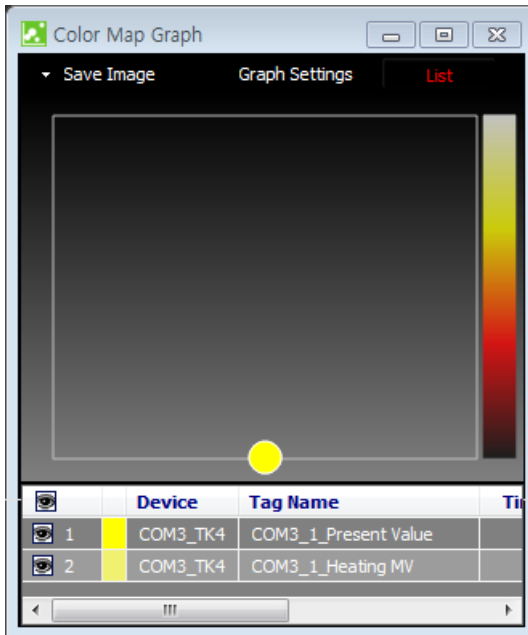 Color Map Graph
Save Image Graph Settings List
Device Tag Name
1 COM3_TK4 COM3_1_Present Value
2 COM3_TK4 COM3_1_Heating MV